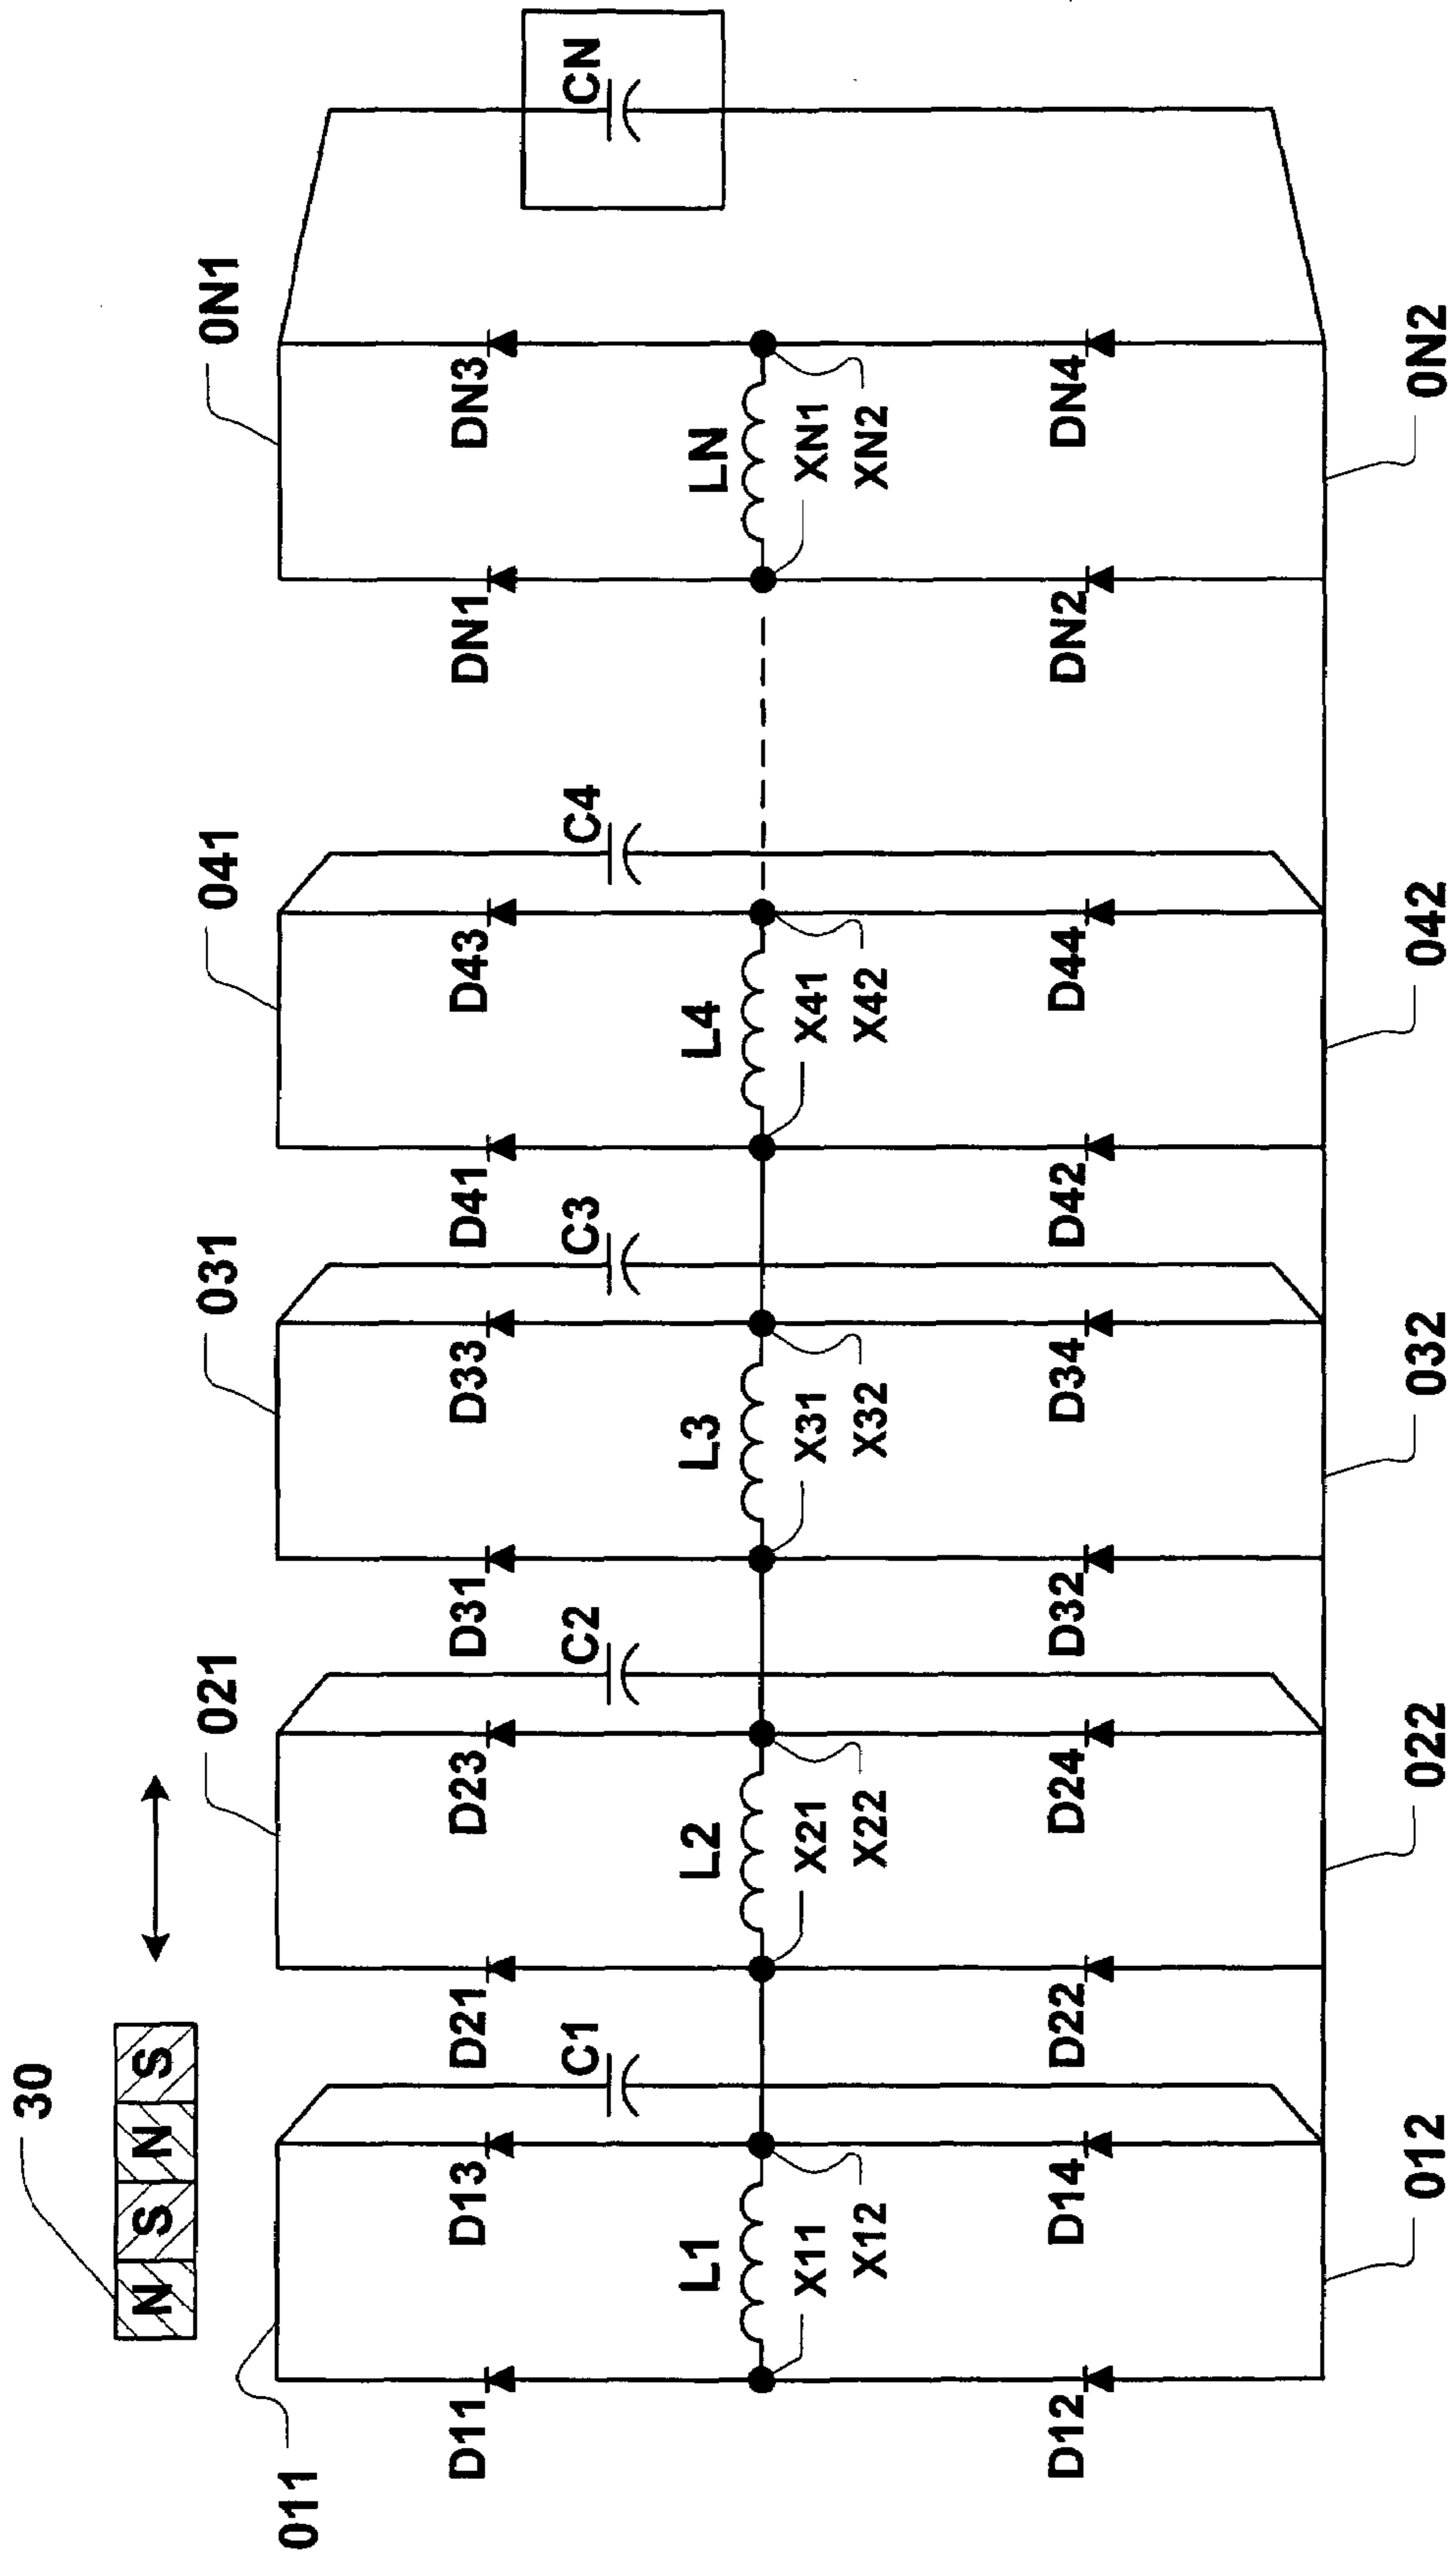 30
N S N S
021 031 041 0N1
011
D11 D13 D21 D23 D31 D33 D41 D43 DN1 DN3
C1 C2 C3 C4 CN
L1 L2 L3 L4 LN
X11 X21 X31 X41 XN1
X12 X22 X32 X42 XN2
D12 D14 D22 D24 D32 D34 D42 D44 DN2 DN4
012 022 032 042 0N2